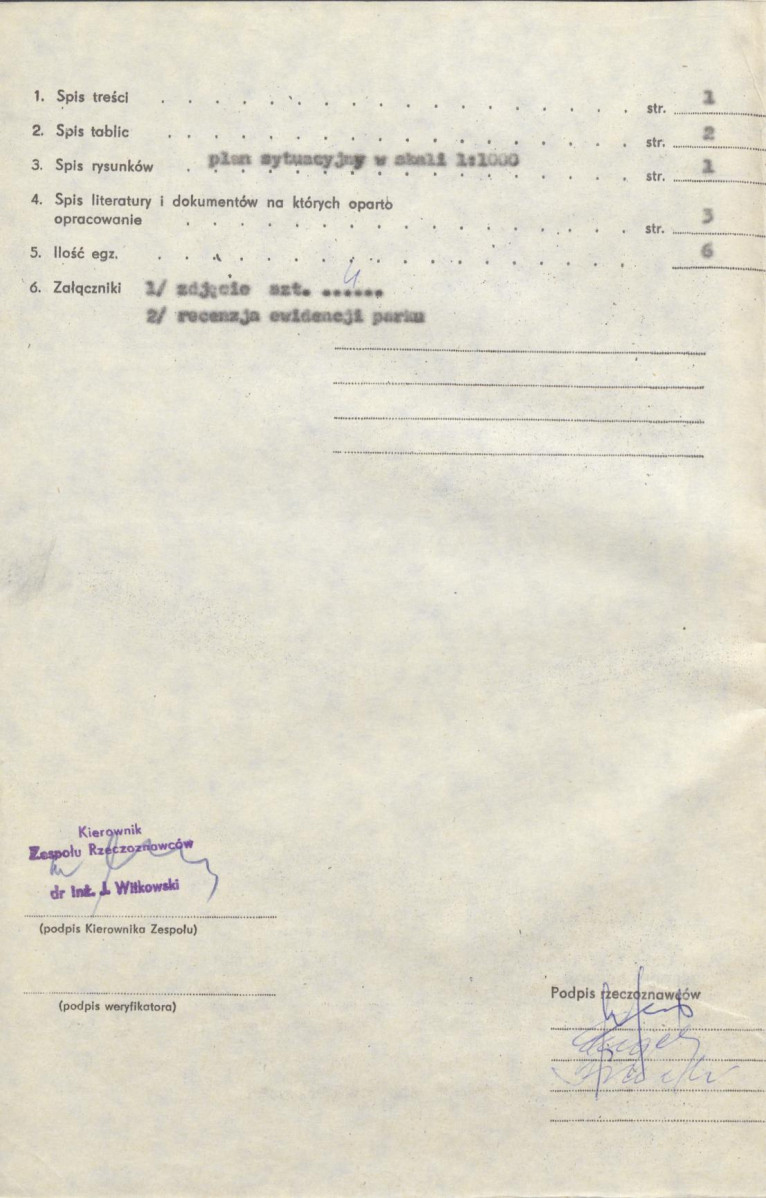 1. Spis treści . . . . . . . . . . . . . . . . . str. 1
2. Spis tablic . . . . . . . . . . . . . . . . . str. 2
3. Spis rysunków . plan sytuacyjny w skali 1:1000 . . . . . str. 1
4. Spis literatury i dokumentów na których oparto
opracowanie . . . . . . . . . . . . . . . . str. 3
5. Ilość egz. . . . . . . . . . . . . . . . . . 6
6. Załączniki 1/ zdjęcie szt. ..4....
2/ recenzja ewidencji parku
Kierownik
Zespołu Rzeczoznawców
dr inż. J. Witkowski
(podpis Kierownika Zespołu)
(podpis weryfikatora)
Podpis rzeczoznawców